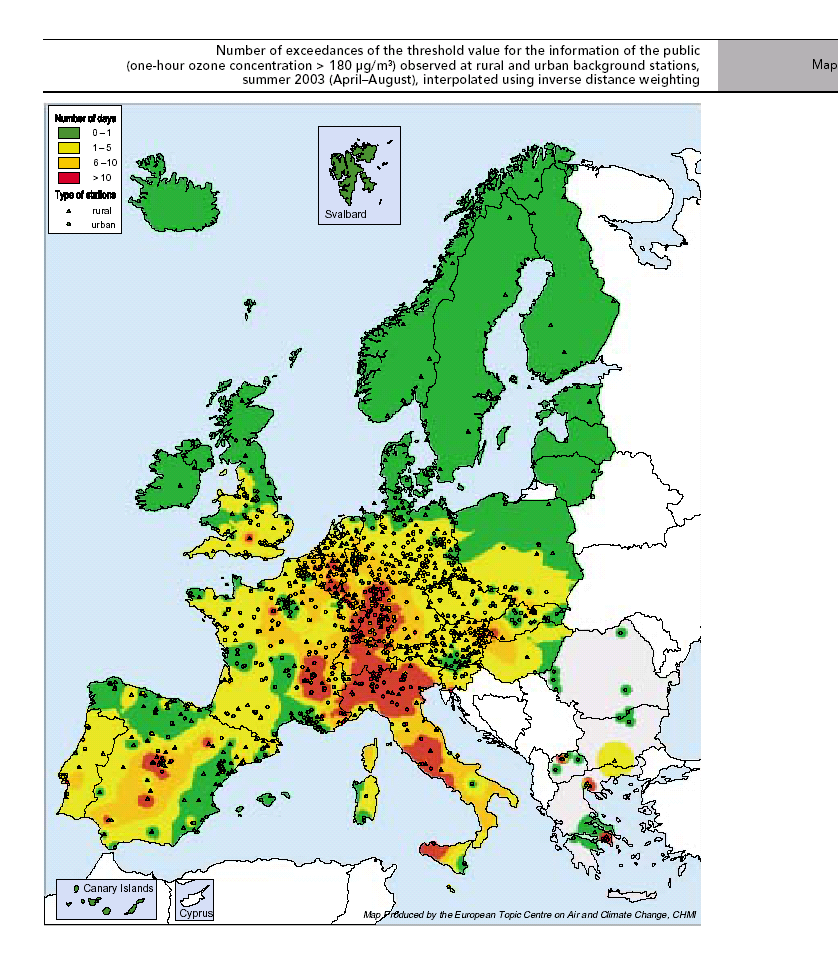 Number of exceedances of the threshold value for the information of the public
(one-hour ozone concentration > 180 µg/m³) observed at rural and urban background stations,
summer 2003 (April–August), interpolated using inverse distance weighting
Map
Number of days
0 – 1
1 – 5
6 – 10
> 10
Type of stations
rural
urban
Svalbard
Canary Islands
Cyprus
Map Produced by the European Topic Centre on Air and Climate Change, CHMI